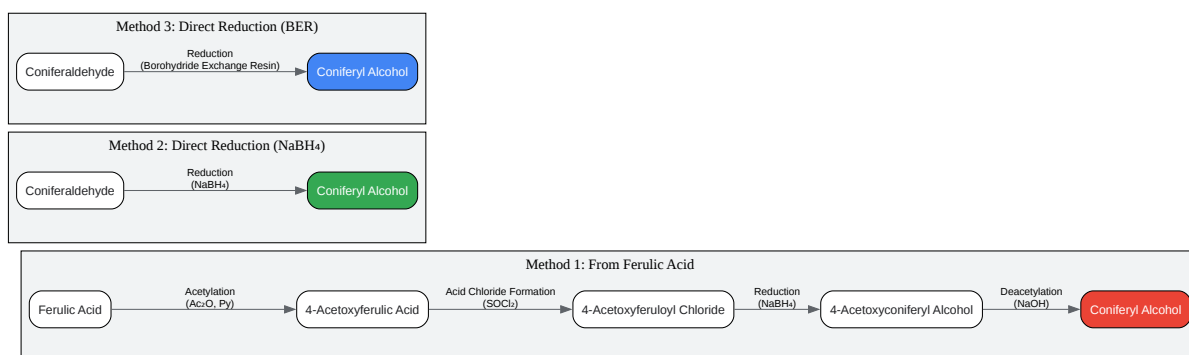 Method 3: Direct Reduction (BER)
Coniferaldehyde
Reduction
(Borohydride Exchange Resin)
Coniferyl Alcohol
Method 2: Direct Reduction (NaBH₄)
Coniferaldehyde
Reduction
(NaBH₄)
Coniferyl Alcohol
Method 1: From Ferulic Acid
Ferulic Acid
Acetylation
(Ac₂O, Py)
4-Acetoxyferulic Acid
Acid Chloride Formation
(SOCl₂)
4-Acetoxyferuloyl Chloride
Reduction
(NaBH₄)
4-Acetoxyconiferyl Alcohol
Deacetylation
(NaOH)
Coniferyl Alcohol